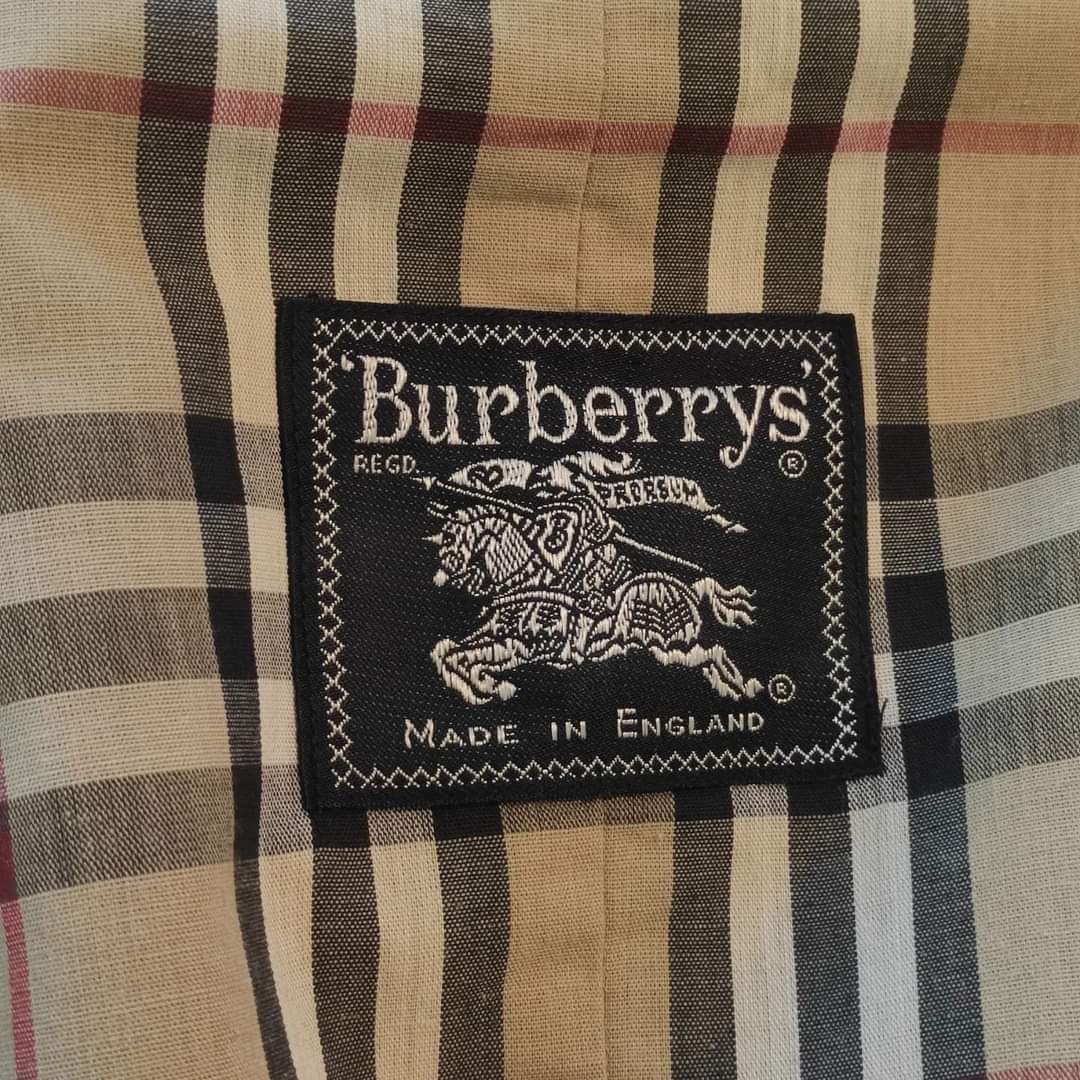 'Burberrys'
REGD. ®
PRORSUM
®
MADE IN ENGLAND